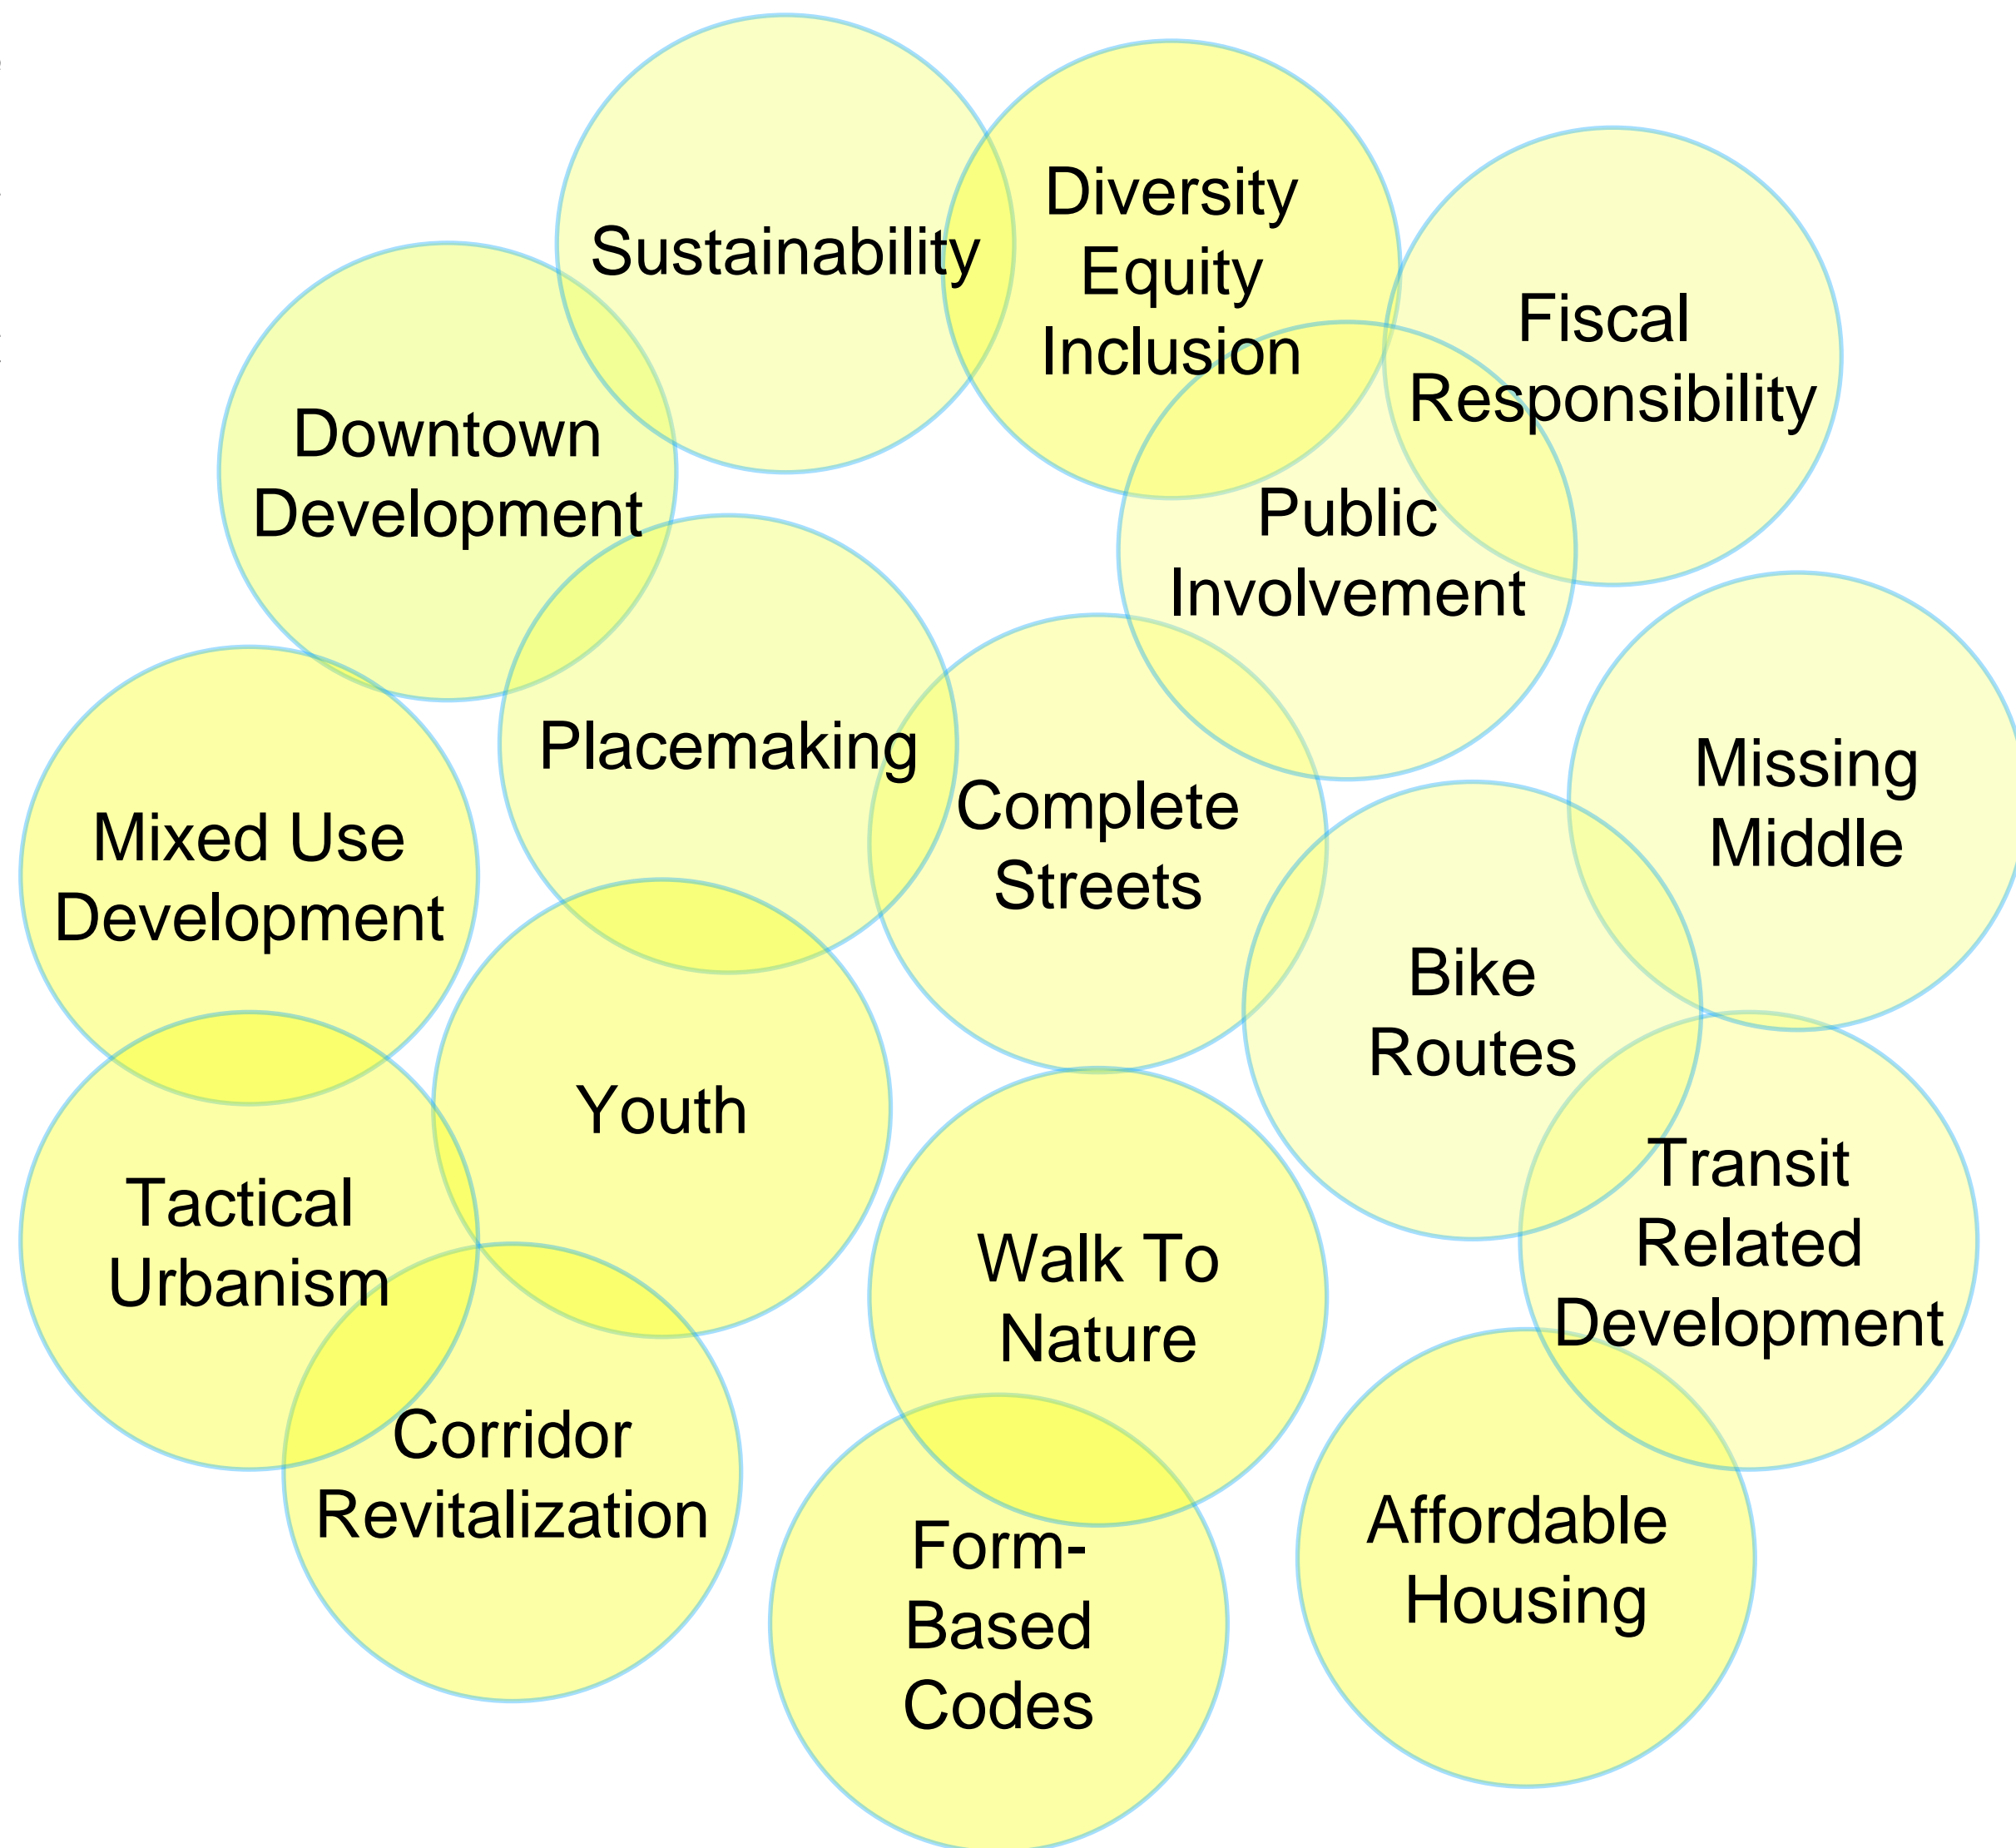 Sustainability
Diversity
Equity
Inclusion
Fiscal
Responsibility
Downtown
Development
Public
Involvement
Placemaking
Complete
Streets
Missing
Middle
Mixed Use
Development
Bike
Routes
Youth
Tactical
Urbanism
Walk To
Nature
Transit
Related
Development
Corridor
Revitalization
Form-
Based
Codes
Affordable
Housing